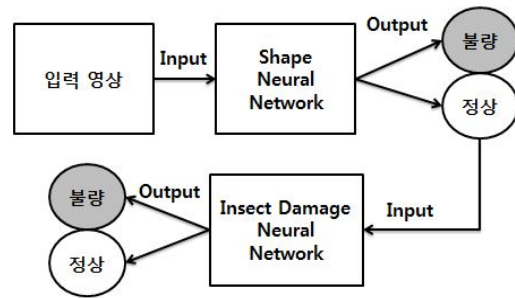 입력 영상
Input
Shape
Neural
Network
Output
불량
정상
Input
Insect Damage
Neural
Network
Output
불량
정상